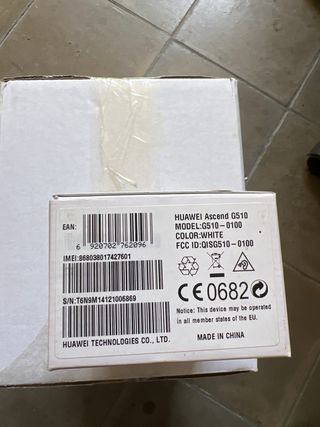 HUAWEI Ascend G510
MODEL:G510-0100
COLOR:WHITE
FCC ID:QISG510-0100
EAN:
6 920702 762096
IMEI:868038017427601
S/N:T6N9M14121006869
HUAWEI TECHNOLOGIES CO., LTD.
CE0682
Notice: This device may be operated
in all member states of the EU.
MADE IN CHINA